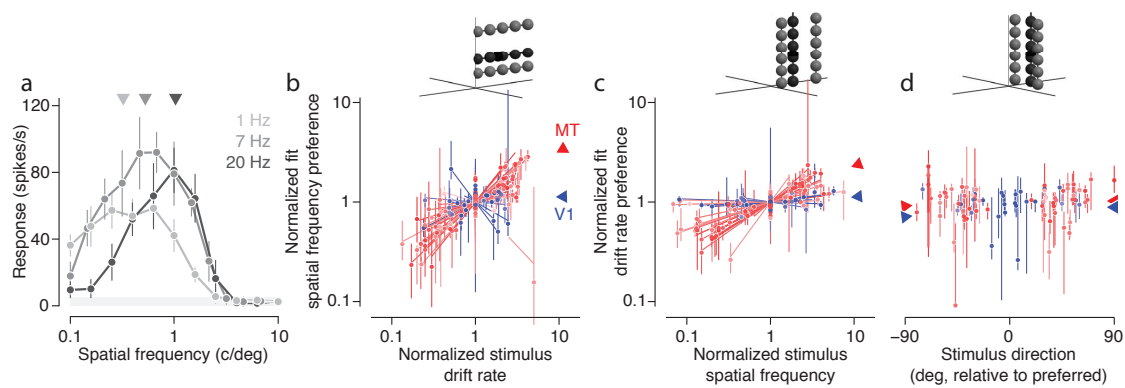 a
120
80
40
0
Response (spikes/s)
1 Hz
7 Hz
20 Hz
0.1
1
10
Spatial frequency (c/deg)
b
10
1
0.1
Normalized fit
spatial frequency preference
MT
V1
0.1
1
10
Normalized stimulus
drift rate
c
10
1
0.1
Normalized fit
drift rate preference
0.1
1
10
Normalized stimulus
spatial frequency
d
−90
0
90
Stimulus direction
(deg, relative to preferred)